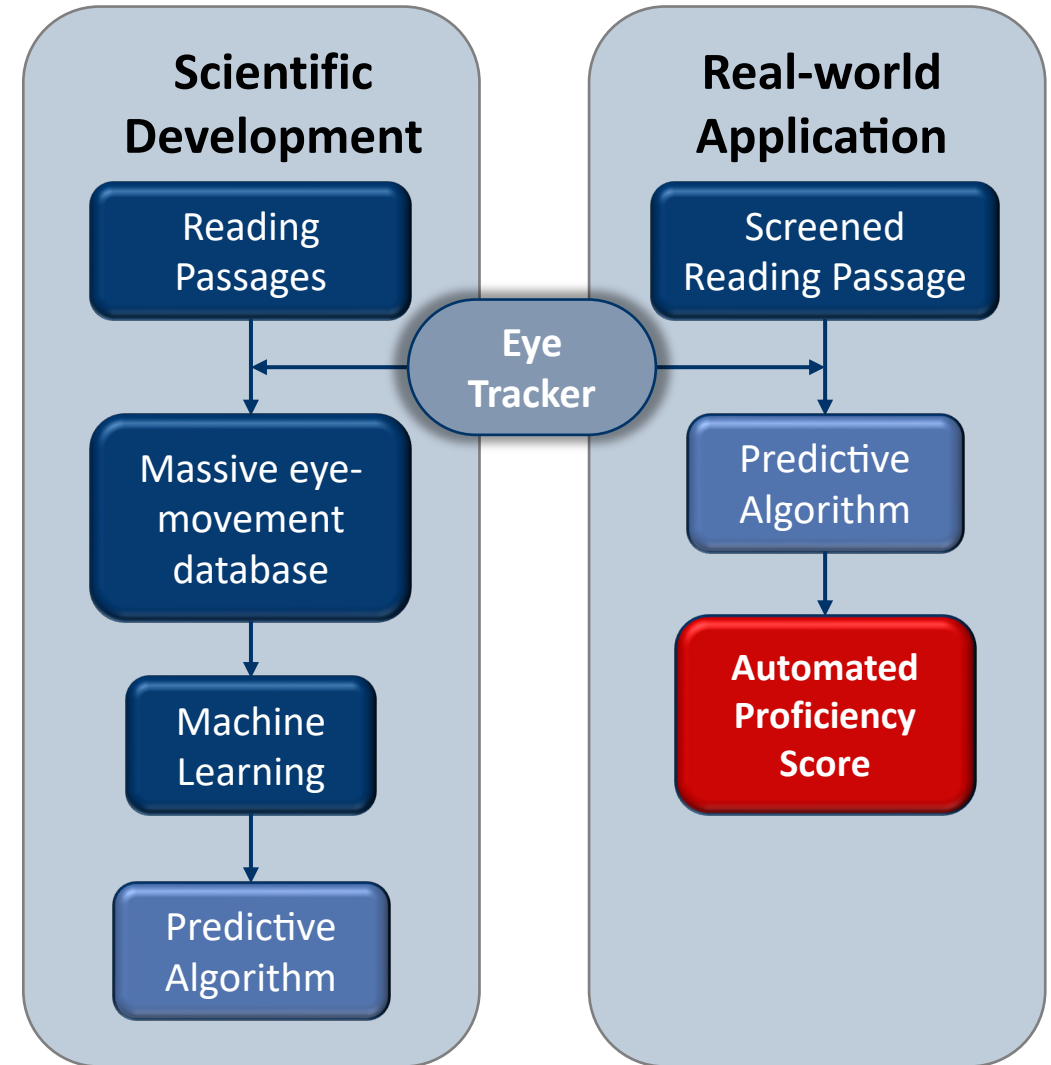 Scientific
Development
Reading
Passages
Massive eye-
movement
database
Machine
Learning
Predictive
Algorithm
Eye
Tracker
Real-world
Application
Screened
Reading Passage
Predictive
Algorithm
Automated
Proficiency
Score